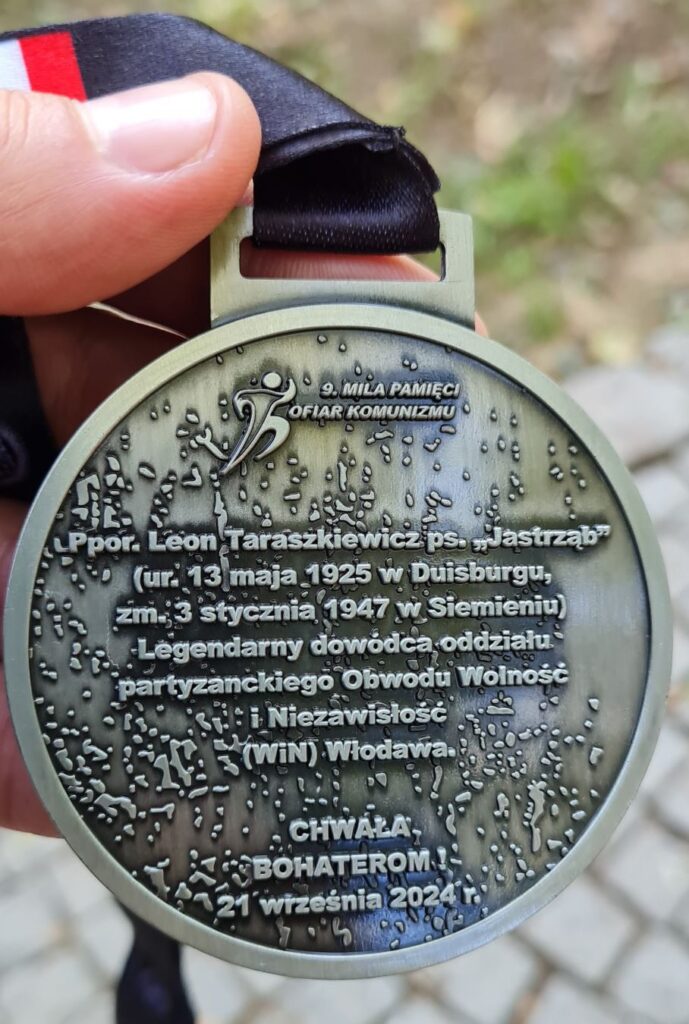 9. MILA PAMIĘCI
OFIAR KOMUNIZMU
Ppor. Leon Taraszkiewicz ps. „Jastrząb”
(ur. 13 maja 1925 w Duisburgu,
zm. 3 stycznia 1947 w Siemieniu)
Legendarny dowódca oddziału
partyzanckiego Obwodu Wolność
i Niezawisłość
(WiN) Włodawa.
CHWAŁA
BOHATEROM !
21 września 2024 r.